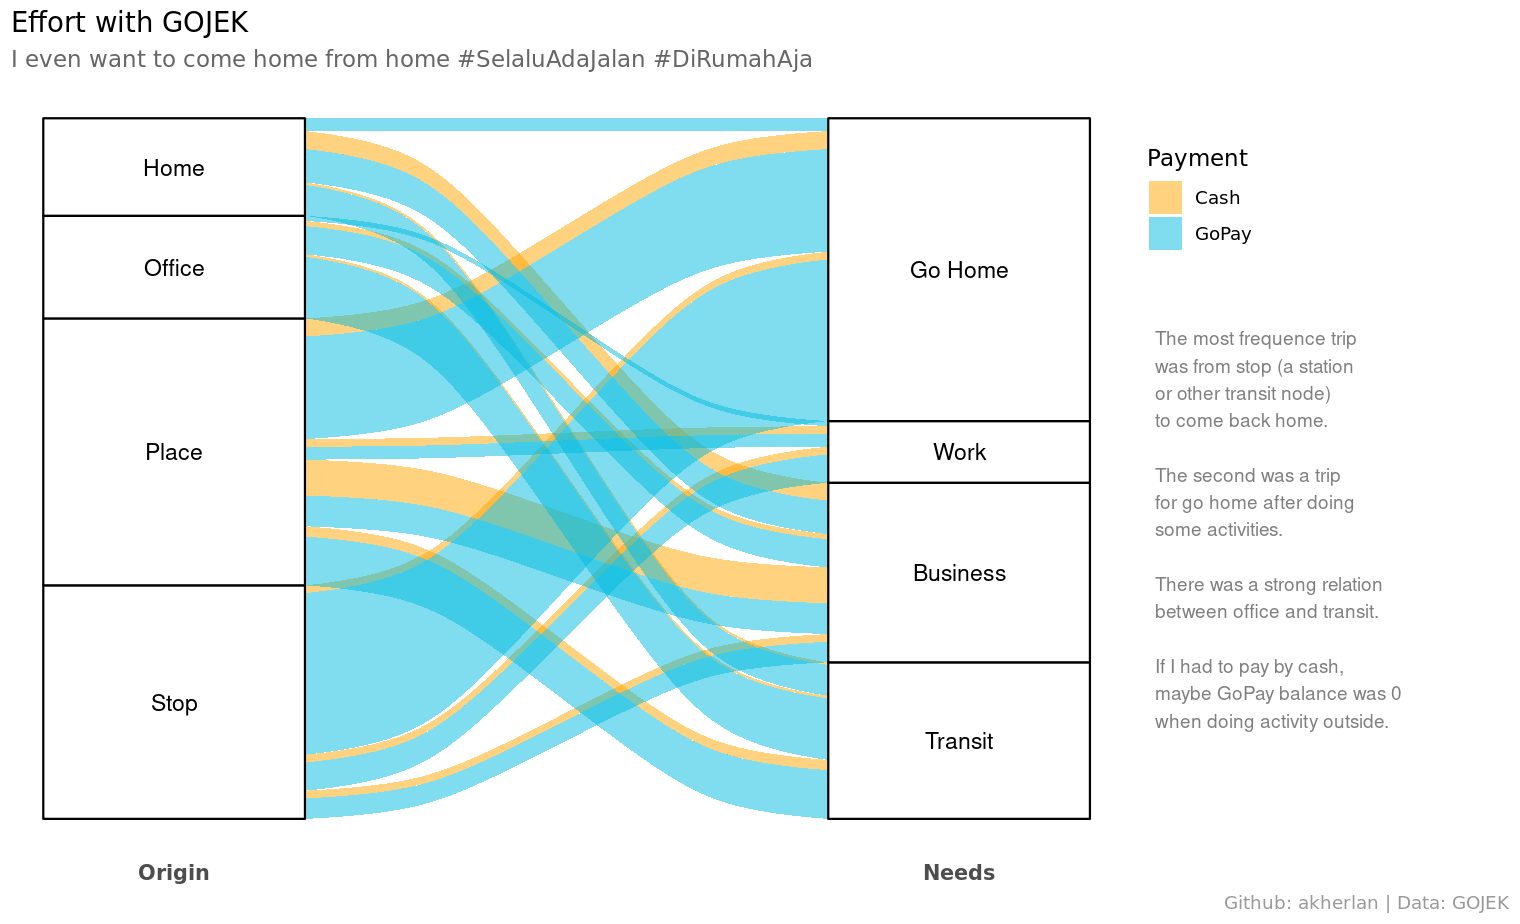 Effort with GOJEK
I even want to come home from home #SelaluAdaJalan #DiRumahAja
Home
Office
Place
Stop
Go Home
Work
Business
Transit
Origin
Needs
Payment
Cash
GoPay
The most frequence trip
was from stop (a station
or other transit node)
to come back home.
The second was a trip
for go home after doing
some activities.
There was a strong relation
between office and transit.
If I had to pay by cash,
maybe GoPay balance was 0
when doing activity outside.
Github: akherlan | Data: GOJEK